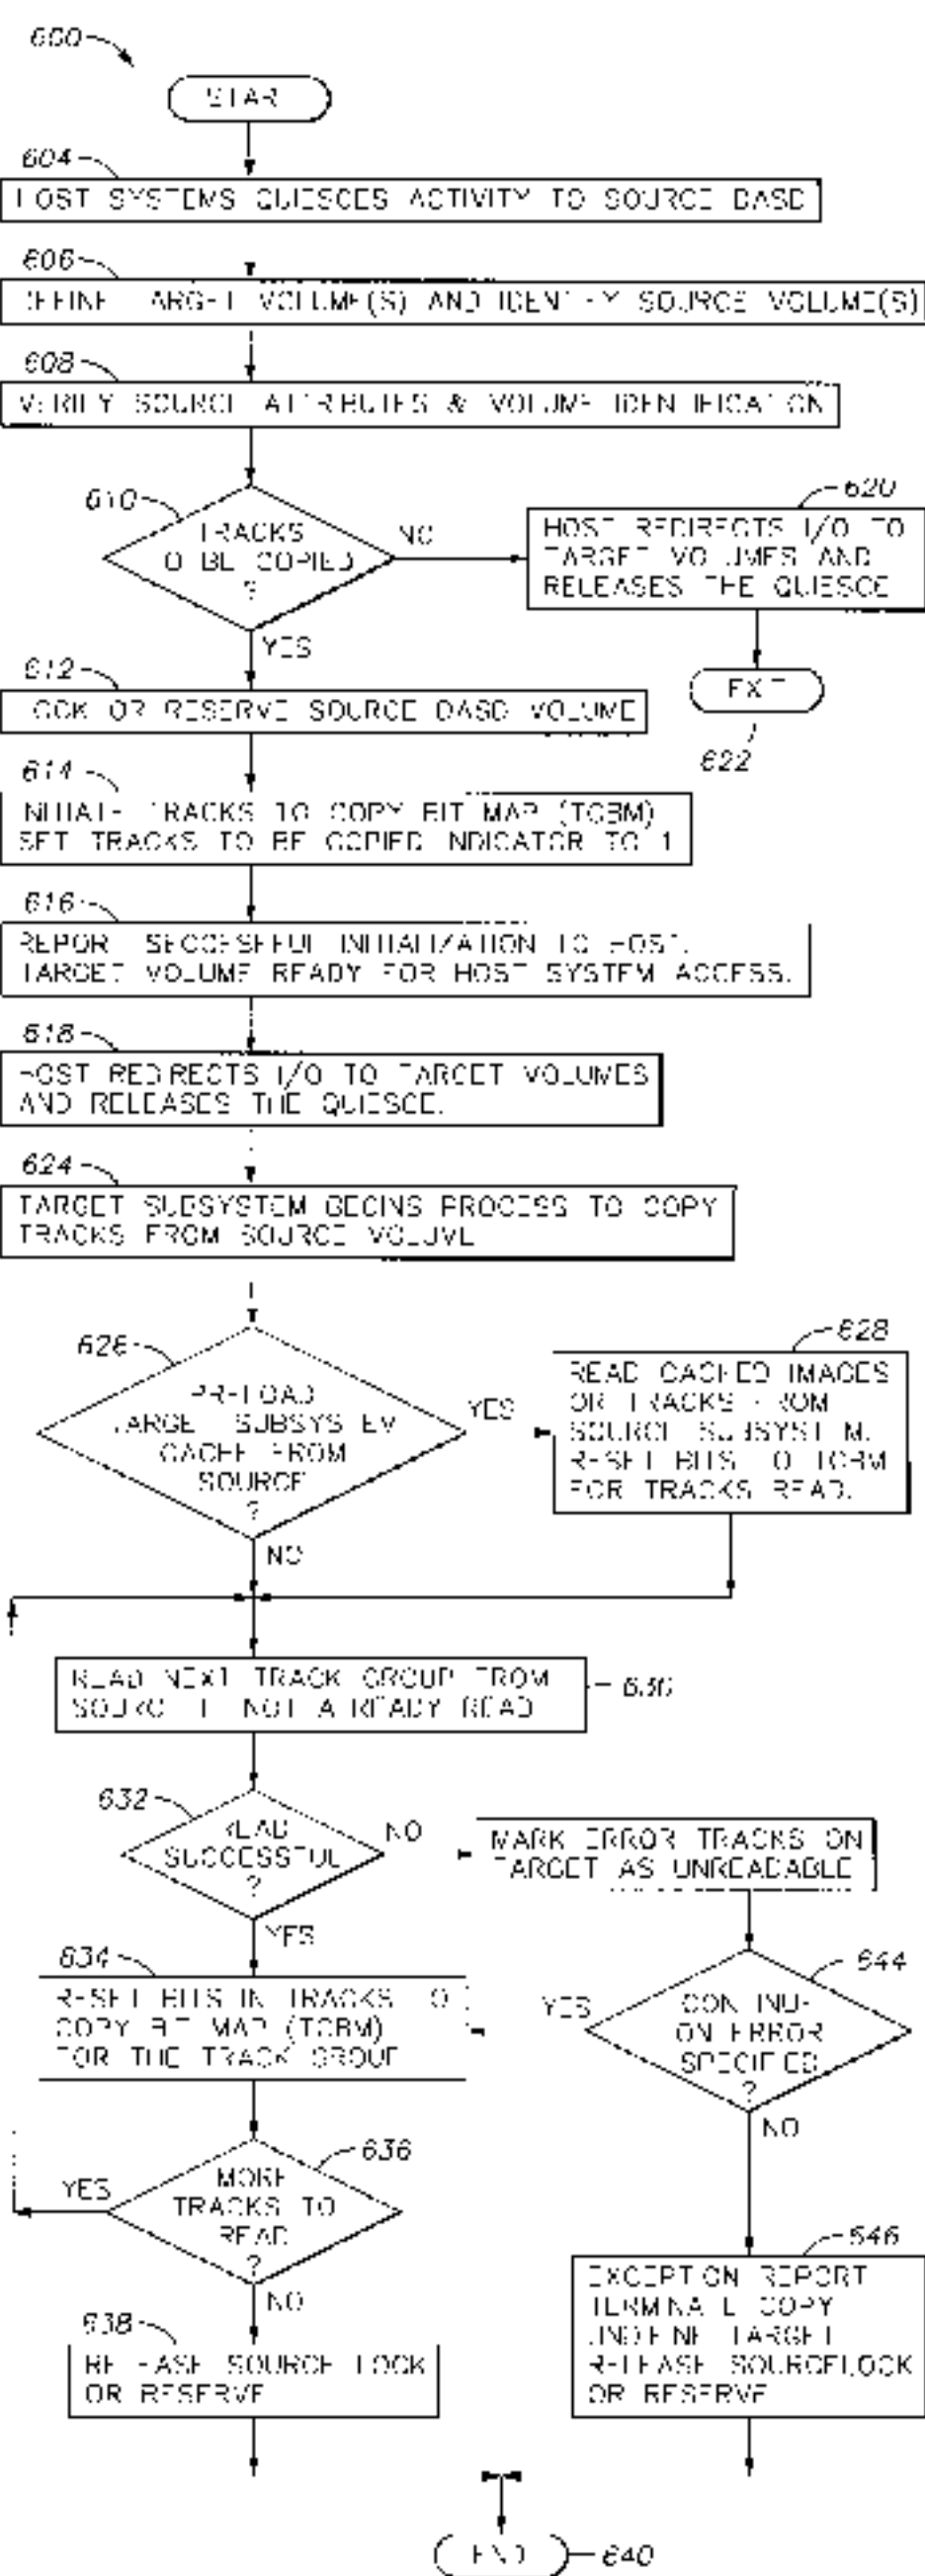 600
START
604
HOST SYSTEMS QUIESCES ACTIVITY TO SOURCE DASD
606
DEFINE TARGET VOLUME(S) AND IDENTIFY SOURCE VOLUME(S)
608
VERIFY SOURCE ATTRIBUTES & VOLUME IDENTIFICATION
610
TRACKS
TO BE COPIED
?
NO
YES
620
HOST REDIRECTS I/O TO
TARGET VOLUMES AND
RELEASES THE QUIESCE
EXIT
622
612
LOCK OR RESERVE SOURCE DASD VOLUME
614
INITIATE TRACKS TO COPY BIT MAP (TCBM)
SET TRACKS TO BE COPIED INDICATOR TO 1
616
REPORT SUCCESSFUL INITIALIZATION TO HOST.
TARGET VOLUME READY FOR HOST SYSTEM ACCESS.
618
HOST REDIRECTS I/O TO TARGET VOLUMES
AND RELEASES THE QUIESCE.
624
TARGET SUBSYSTEM BEGINS PROCESS TO COPY
TRACKS FROM SOURCE VOLUME
626
PRELOAD
TARGET SUBSYSTEM
CACHE FROM
SOURCE
?
YES
NO
628
READ CACHED IMAGES
OR TRACKS FROM
SOURCE SUBSYSTEM.
RESET BITS TO TCBM
FOR TRACKS READ.
READ NEXT TRACK GROUP FROM
SOURCE IF NOT ALREADY READ
630
632
READ
SUCCESSFUL
?
NO
YES
MARK ERROR TRACKS ON
TARGET AS UNREADABLE
634
RESET BITS IN TRACKS TO
COPY BIT MAP (TCBM)
FOR THE TRACK GROUP
644
CONTINUE
ON ERROR
SPECIFIED
?
YES
NO
636
MORE
TRACKS TO
READ
?
YES
NO
638
RELEASE SOURCE LOCK
OR RESERVE
646
EXCEPTION REPORT
TERMINATE COPY
UNDEFINE TARGET
RELEASE SOURCELOCK
OR RESERVE
END
640